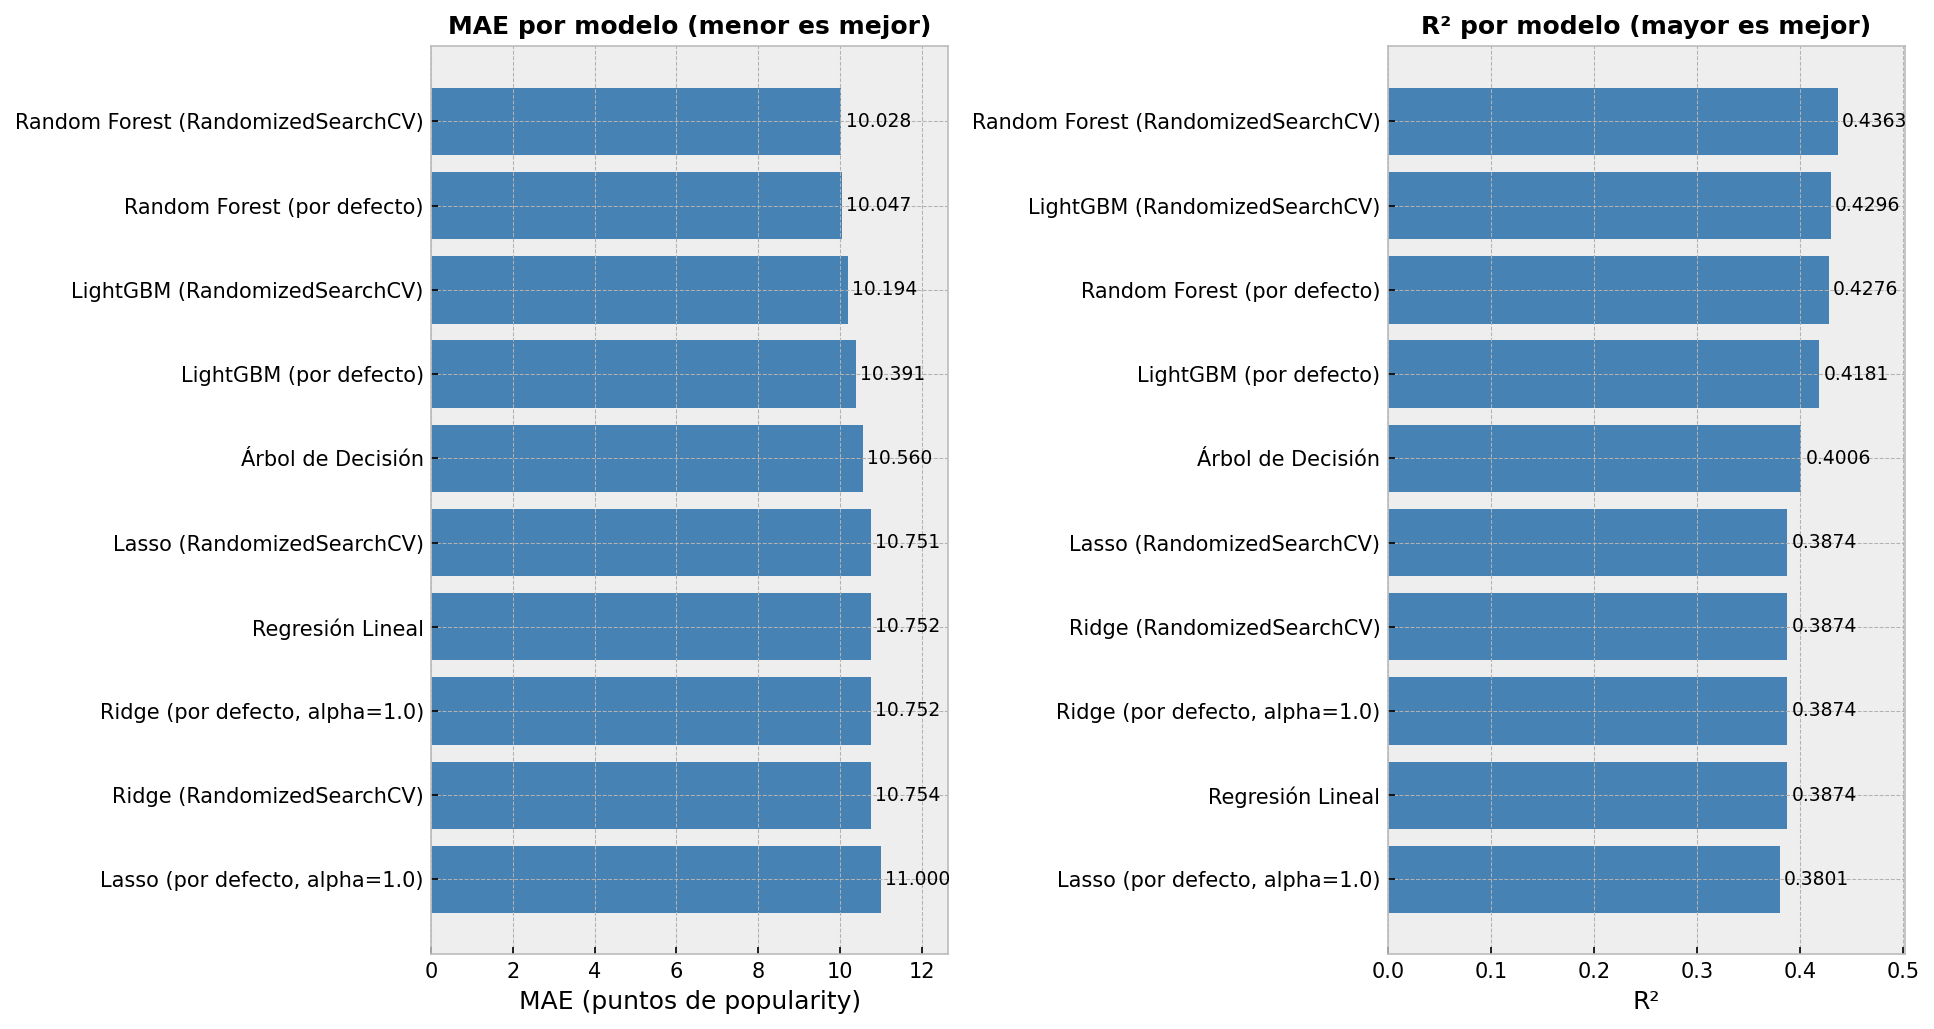 MAE por modelo (menor es mejor)
Random Forest (RandomizedSearchCV)
10.028
Random Forest (por defecto)
10.047
LightGBM (RandomizedSearchCV)
10.194
LightGBM (por defecto)
10.391
Árbol de Decisión
10.560
Lasso (RandomizedSearchCV)
10.751
Regresión Lineal
10.752
Ridge (por defecto, alpha=1.0)
10.752
Ridge (RandomizedSearchCV)
10.754
Lasso (por defecto, alpha=1.0)
11.000
0 2 4 6 8 10 12
MAE (puntos de popularity)
R² por modelo (mayor es mejor)
Random Forest (RandomizedSearchCV)
0.4363
LightGBM (RandomizedSearchCV)
0.4296
Random Forest (por defecto)
0.4276
LightGBM (por defecto)
0.4181
Árbol de Decisión
0.4006
Lasso (RandomizedSearchCV)
0.3874
Ridge (RandomizedSearchCV)
0.3874
Ridge (por defecto, alpha=1.0)
0.3874
Regresión Lineal
0.3874
Lasso (por defecto, alpha=1.0)
0.3801
0.0 0.1 0.2 0.3 0.4 0.5
R²